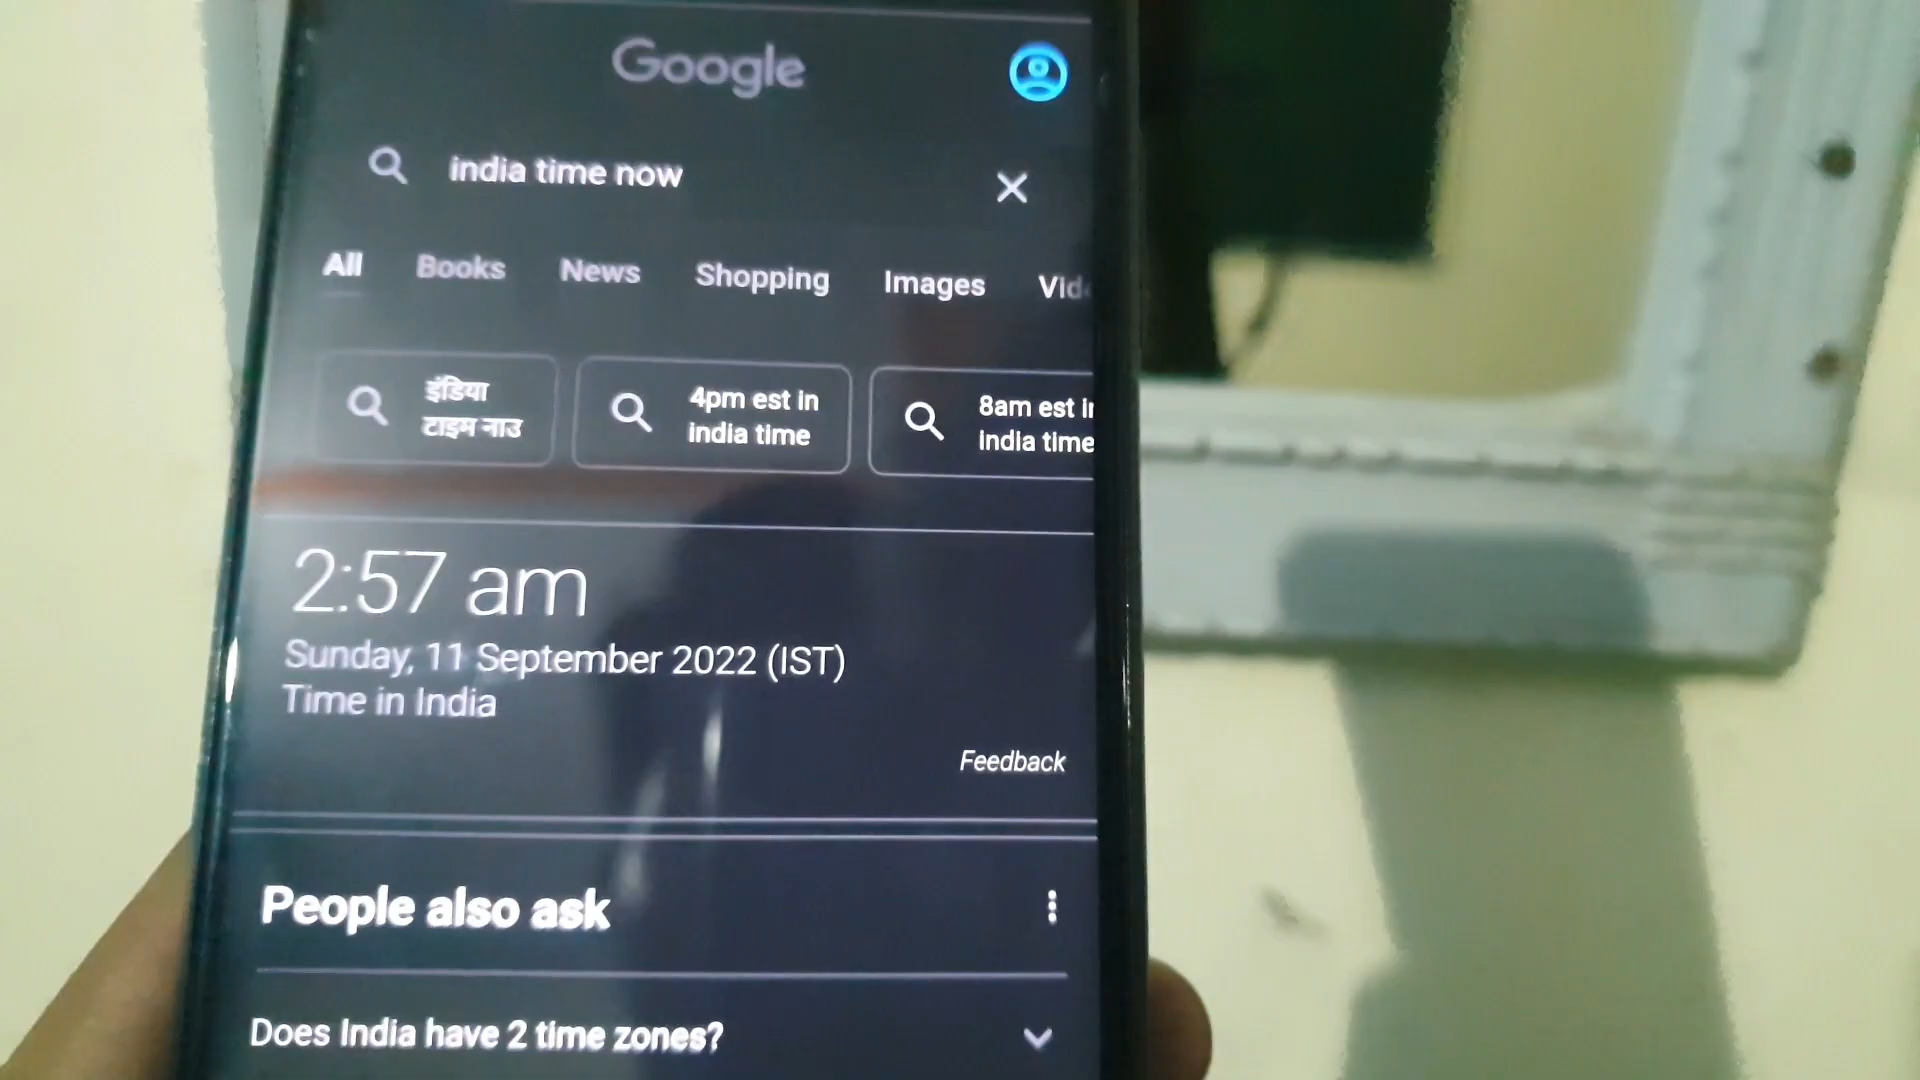 Google
india time now
All Books News Shopping Images Vid
इंडिया
टाइम नाउ
4pm est in
india time
8am est in
india time
2:57 am
Sunday, 11 September 2022 (IST)
Time in India
Feedback
People also ask
Does India have 2 time zones?